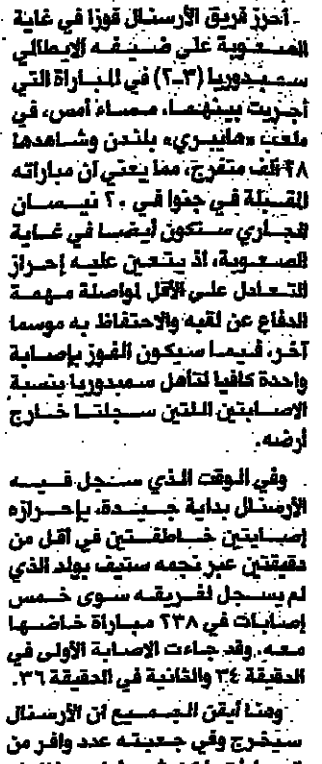 - أحرز فريق الأرسنال فوزا في غاية
الصعوبة على ضيفه الايطالي
سمبدوريا (٣-٢) في المباراة التي
أجريت بينهما، مساء أمس، في
ملعب «هايبري» بلندن وشاهدها
٣٨ ألف متفرج، مما يعني أن مباراته
المقبلة في جنوا في ٢٠ نيسان
الجاري ستكون أيضا في غاية
الصعوبة، اذ يتعين عليه إحراز
التعادل على الأقل لمواصلة مهمة
الدفاع عن لقبه والاحتفاظ به موسما
آخر، فيما سيكون الفوز بإصابة
واحدة كافيا لتأهل سمبدوريا بنسبة
الاصابتين اللتين سجلتا خارج
أرضه.
وفي الوقت الذي سجل فيه
الأرسنال بداية جيدة، بإحرازه
إصابتين خاطفتين في أقل من
دقيقتين عبر نجمه ستيف بولد الذي
لم يسجل لفريقه سوى خمس
إصابات في ٢٣٨ مباراة خاضها
معه. وقد جاءت الاصابة الأولى في
الدقيقة ٣٤ والثانية في الدقيقة ٣٦.
وهنا أيقن الجميع أن الأرسنال
سيخرج وفي جعبته عدد وافر من